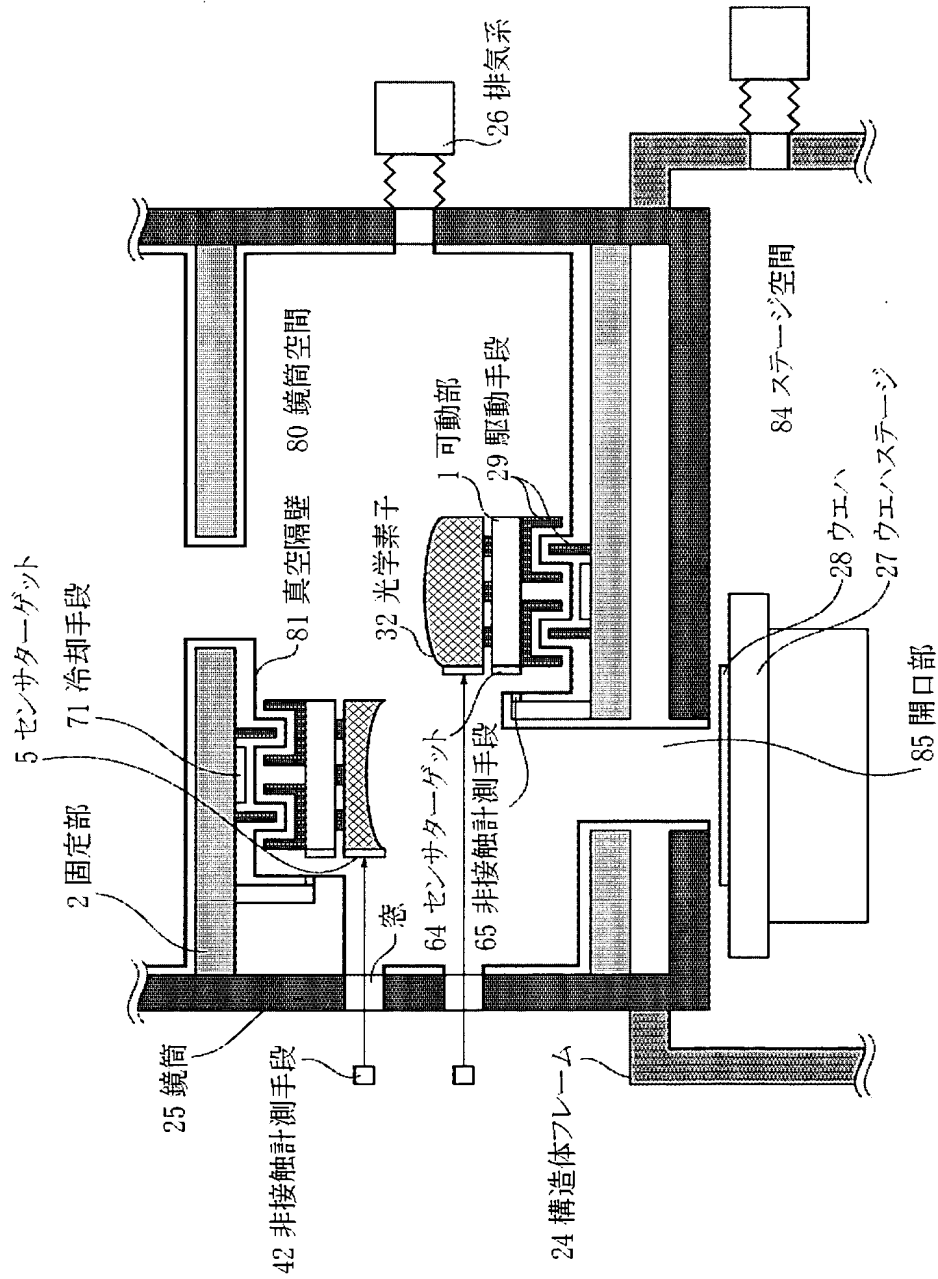 42 非接触計測手段
25 鏡筒
2 固定部
71 冷却手段
5 センサターゲット
81 真空隔壁
80 鏡筒空間
26 排気系
窓
64 センサターゲット
65 非接触計測手段
32 光学素子
1 可動部
29 駆動手段
24 構造体フレーム
85 開口部
27 ウエハステージ
28 ウエハ
84 ステージ空間